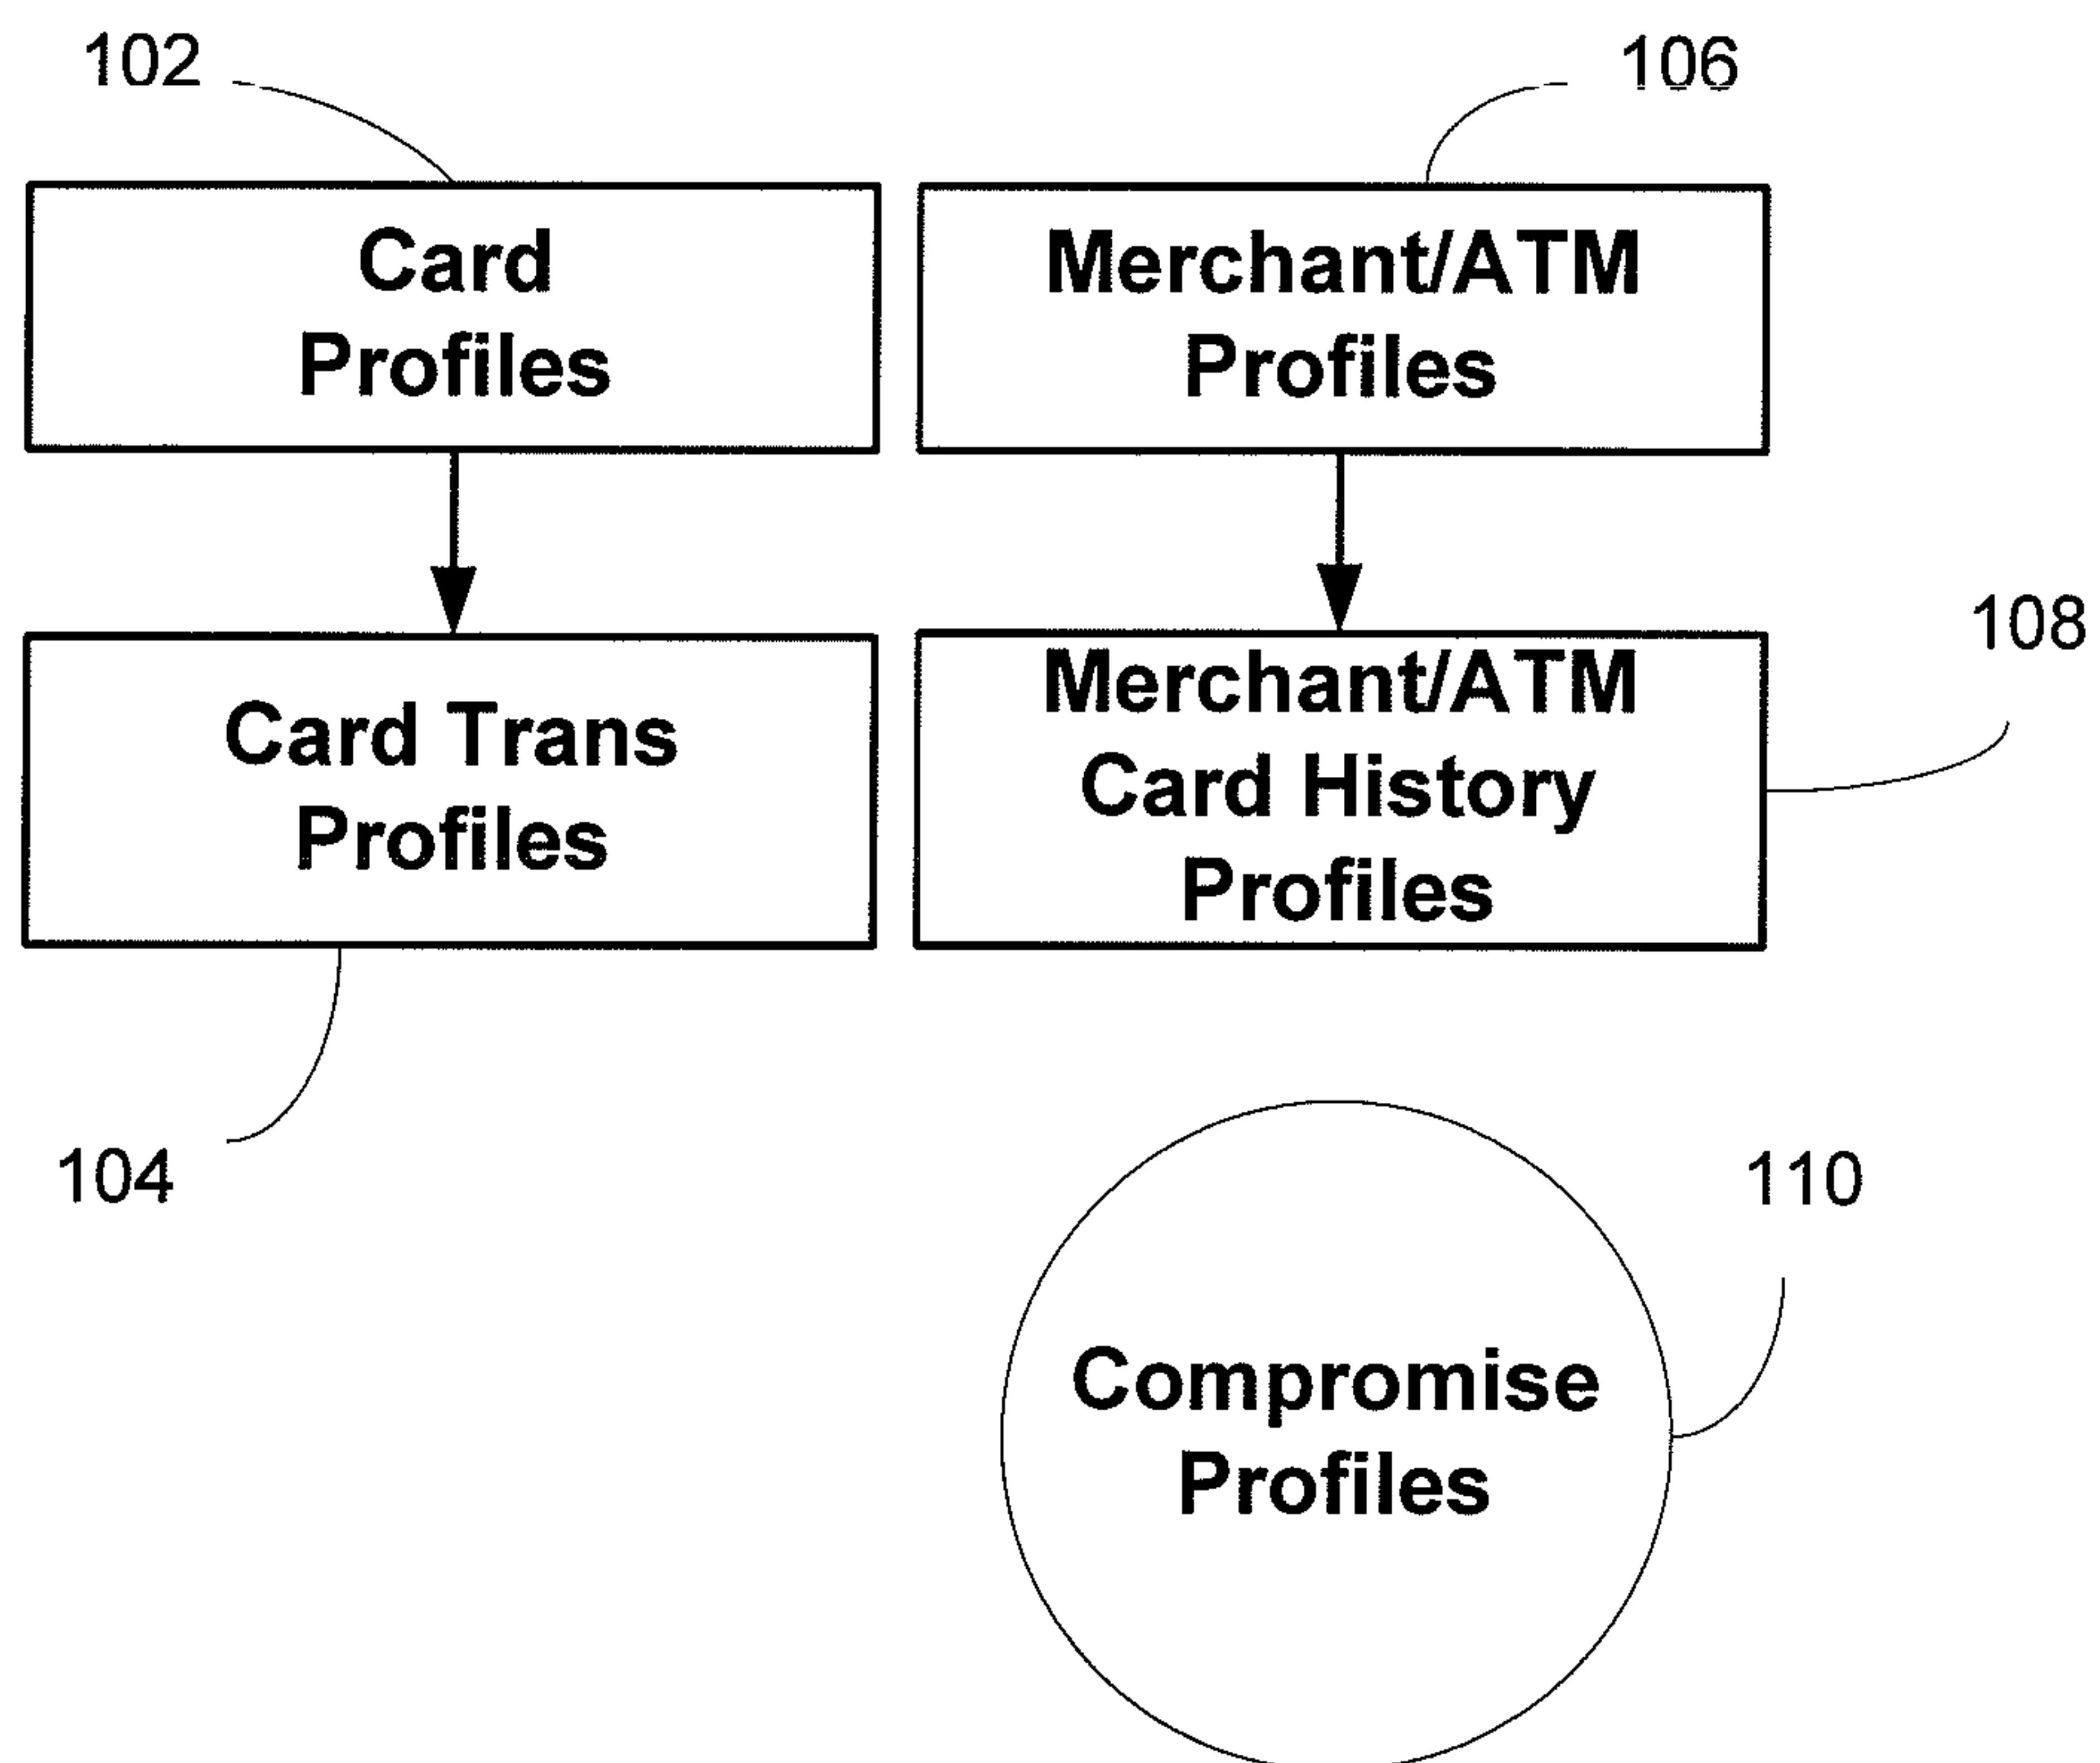 102
106
Card
Profiles
Merchant/ATM
Profiles
108
Card Trans
Profiles
Merchant/ATM
Card History
Profiles
104
110
Compromise
Profiles